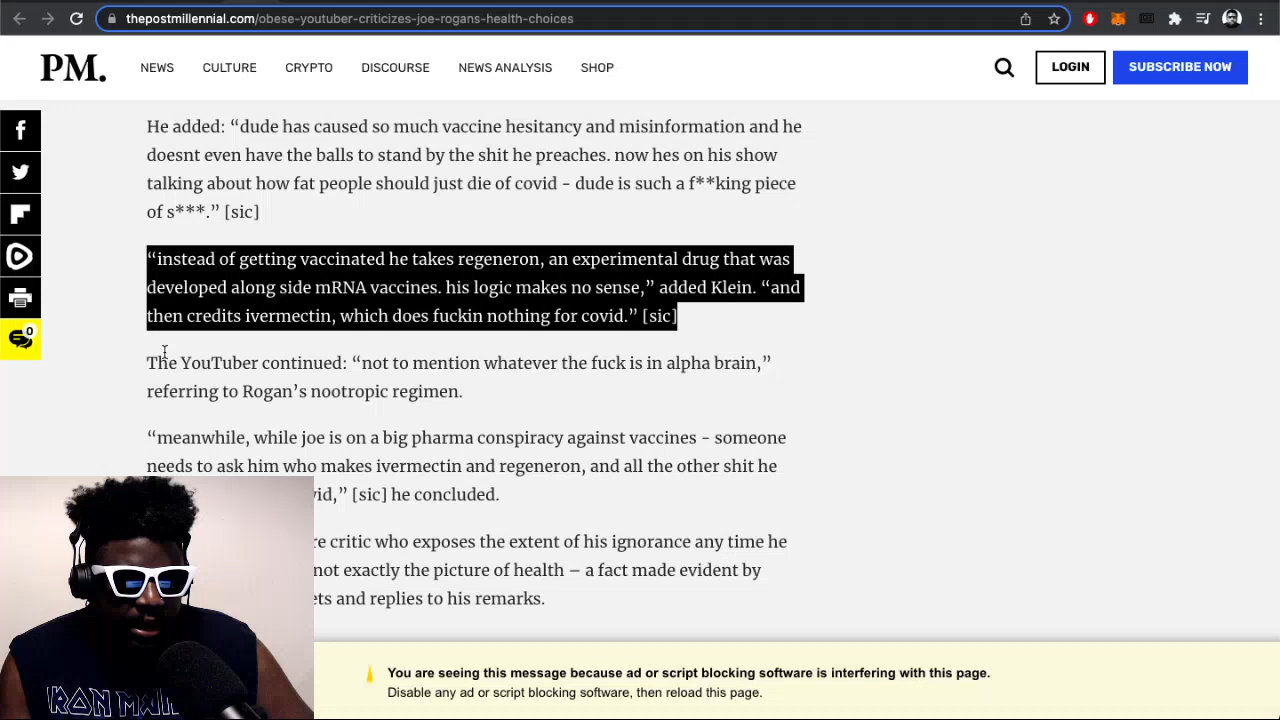 thepostmillennial.com/obese-youtuber-criticizes-joe-rogans-health-choices
PM.
NEWS
CULTURE
CRYPTO
DISCOURSE
NEWS ANALYSIS
SHOP
LOGIN
SUBSCRIBE NOW
He added: “dude has caused so much vaccine hesitancy and misinformation and he
doesnt even have the balls to stand by the shit he preaches. now hes on his show
talking about how fat people should just die of covid - dude is such a f**king piece
of s***.” [sic]
“instead of getting vaccinated he takes regeneron, an experimental drug that was
developed along side mRNA vaccines. his logic makes no sense,” added Klein. “and
then credits ivermectin, which does fuckin nothing for covid.” [sic]
0
The YouTuber continued: “not to mention whatever the fuck is in alpha brain,”
referring to Rogan’s nootropic regimen.
“meanwhile, while joe is on a big pharma conspiracy against vaccines - someone
needs to ask him who makes ivermectin and regeneron, and all the other shit he
vid,” [sic] he concluded.
re critic who exposes the extent of his ignorance any time he
not exactly the picture of health – a fact made evident by
ets and replies to his remarks.
IRON MAID
You are seeing this message because ad or script blocking software is interfering with this page.
Disable any ad or script blocking software, then reload this page.